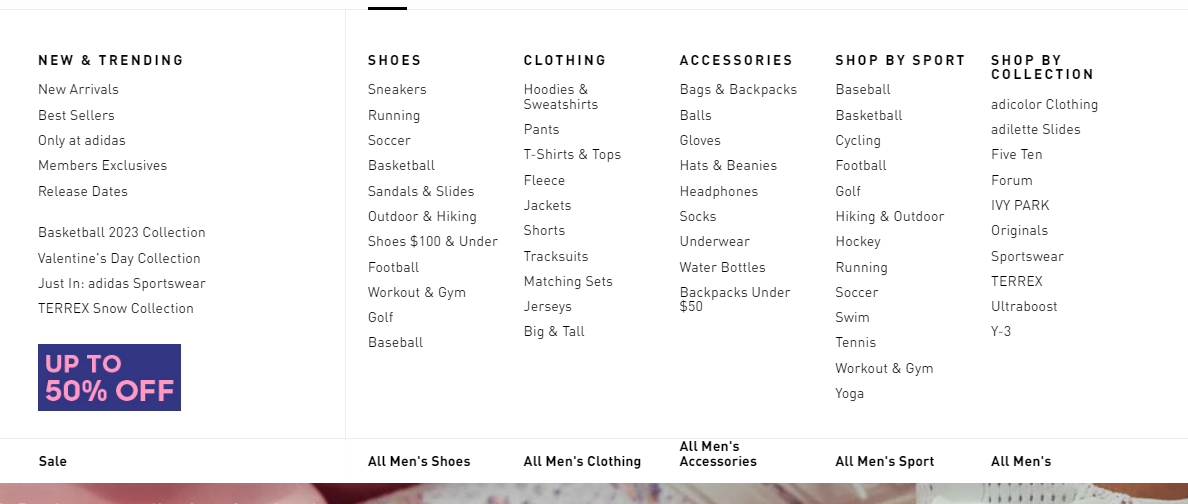 NEW & TRENDING
New Arrivals
Best Sellers
Only at adidas
Members Exclusives
Release Dates
Basketball 2023 Collection
Valentine's Day Collection
Just In: adidas Sportswear
TERREX Snow Collection
UP TO
50% OFF
Sale
SHOES
Sneakers
Running
Soccer
Basketball
Sandals & Slides
Outdoor & Hiking
Shoes $100 & Under
Football
Workout & Gym
Golf
Baseball
All Men's Shoes
CLOTHING
Hoodies &
Sweatshirts
Pants
T-Shirts & Tops
Fleece
Jackets
Shorts
Tracksuits
Matching Sets
Jerseys
Big & Tall
All Men's Clothing
ACCESSORIES
Bags & Backpacks
Balls
Gloves
Hats & Beanies
Headphones
Socks
Underwear
Water Bottles
Backpacks Under
$50
All Men's
Accessories
SHOP BY SPORT
Baseball
Basketball
Cycling
Football
Golf
Hiking & Outdoor
Hockey
Running
Soccer
Swim
Tennis
Workout & Gym
Yoga
All Men's Sport
SHOP BY
COLLECTION
adicolor Clothing
adilette Slides
Five Ten
Forum
IVY PARK
Originals
Sportswear
TERREX
Ultraboost
Y-3
All Men's